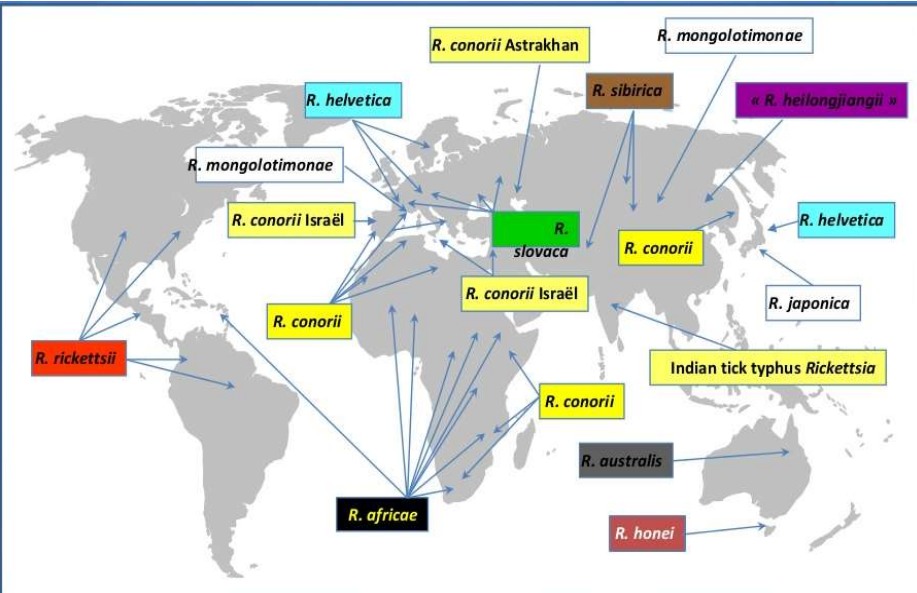 R. conorii Astrakhan
R. mongolotimonae
R. helvetica
R. sibirica
« R. heilongjiangii »
R. mongolotimonae
R. conorii Israël
R.
slovaca
R. conorii
R. helvetica
R. conorii Israël
R. japonica
R. conorii
R. rickettsii
Indian tick typhus Rickettsia
R. conorii
R. australis
R. africae
R. honei